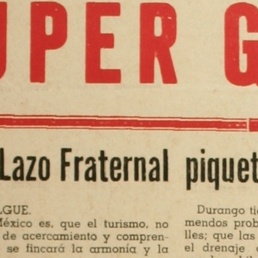 UPER G
Lazo Fraternal piquet
LGUE.
México es, que el turismo, no
de acercamiento y compren-
se fincará la armonía y la
Durango ti
mendos prob
lles; que las
el drenaje